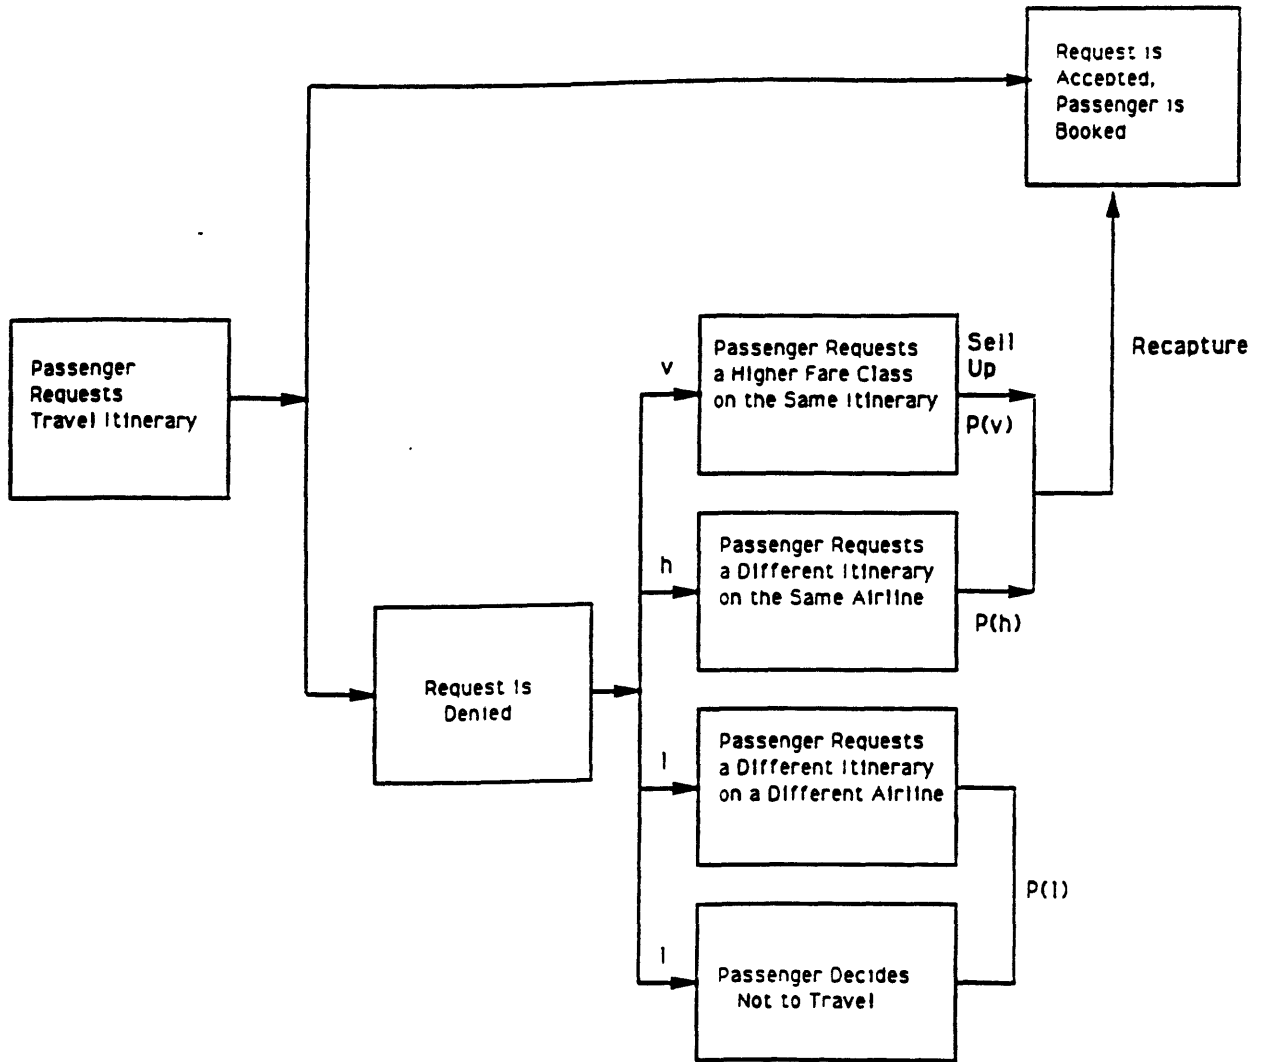 Request is
Accepted,
Passenger is
Booked
Passenger
Requests
Travel Itinerary
v
Passenger Requests
a Higher Fare Class
on the Same Itinerary
Sell
Up
P(v)
Recapture
h
Passenger Requests
a Different Itinerary
on the Same Airline
P(h)
Request is
Denied
l
Passenger Requests
a Different Itinerary
on a Different Airline
P(l)
l
Passenger Decides
Not to Travel